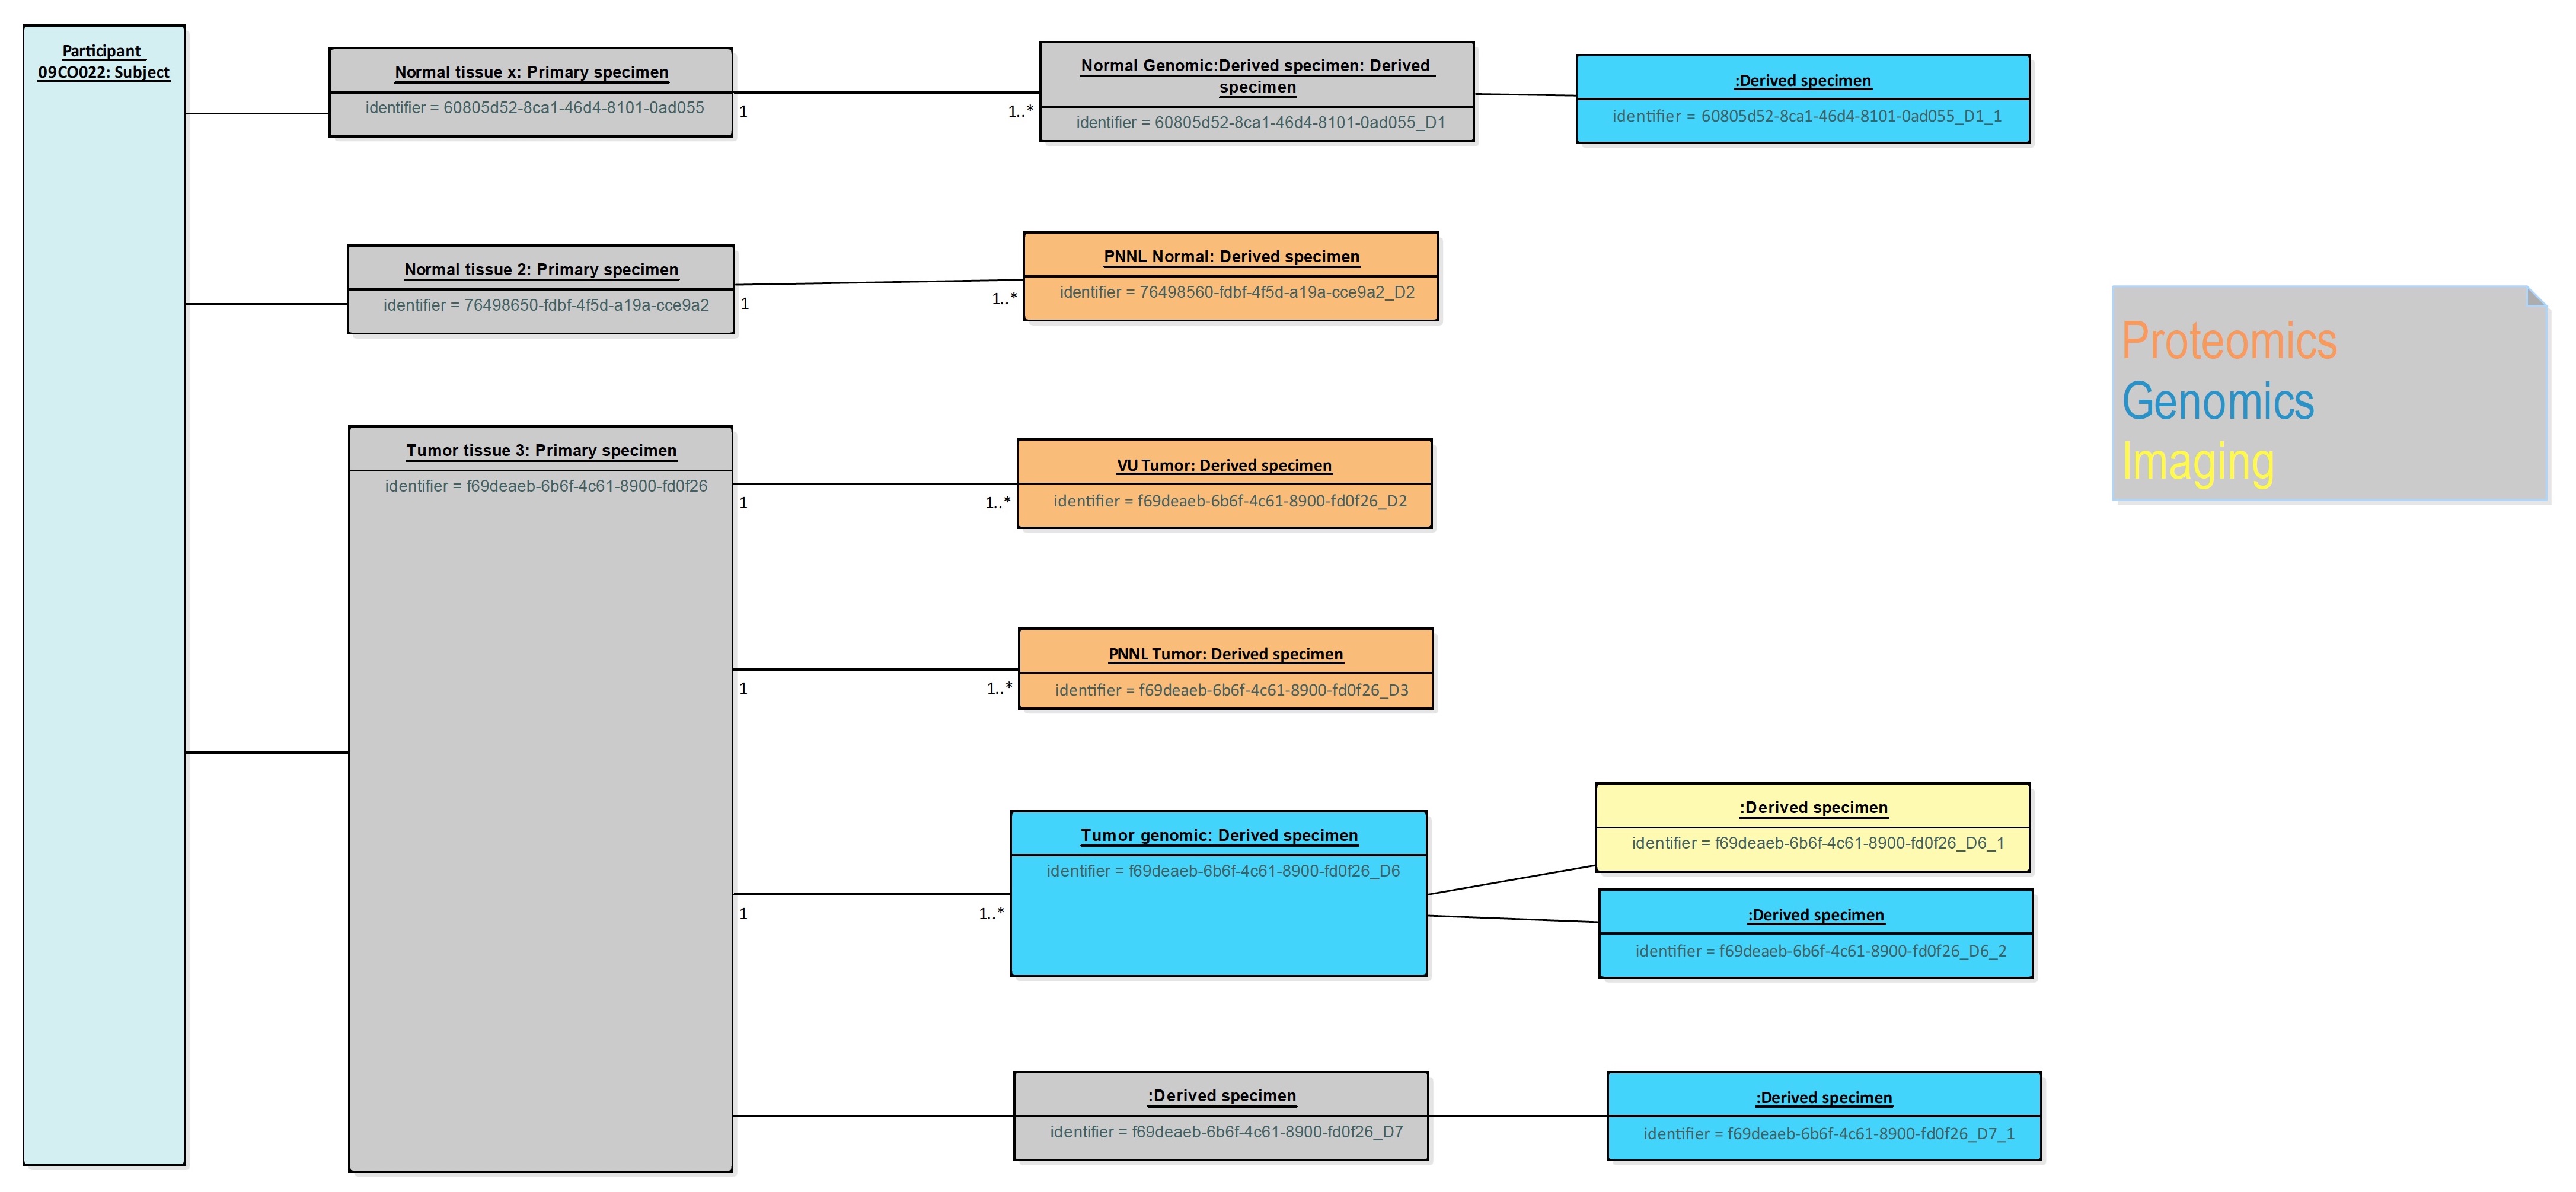 Participant
09CO022: Subject
Normal tissue x: Primary specimen
identifier = 60805d52-8ca1-46d4-8101-0ad055
1
1..*
Normal Genomic:Derived specimen: Derived
specimen
identifier = 60805d52-8ca1-46d4-8101-0ad055_D1
:Derived specimen
identifier = 60805d52-8ca1-46d4-8101-0ad055_D1_1
Normal tissue 2: Primary specimen
identifier = 76498650-fdbf-4f5d-a19a-cce9a2
1
1..*
PNNL Normal: Derived specimen
identifier = 76498560-fdbf-4f5d-a19a-cce9a2_D2
Proteomics
Genomics
Imaging
Tumor tissue 3: Primary specimen
identifier = f69deaeb-6b6f-4c61-8900-fd0f26
1
1..*
VU Tumor: Derived specimen
identifier = f69deaeb-6b6f-4c61-8900-fd0f26_D2
1
1..*
PNNL Tumor: Derived specimen
identifier = f69deaeb-6b6f-4c61-8900-fd0f26_D3
1
1..*
Tumor genomic: Derived specimen
identifier = f69deaeb-6b6f-4c61-8900-fd0f26_D6
:Derived specimen
identifier = f69deaeb-6b6f-4c61-8900-fd0f26_D6_1
:Derived specimen
identifier = f69deaeb-6b6f-4c61-8900-fd0f26_D6_2
:Derived specimen
identifier = f69deaeb-6b6f-4c61-8900-fd0f26_D7
:Derived specimen
identifier = f69deaeb-6b6f-4c61-8900-fd0f26_D7_1